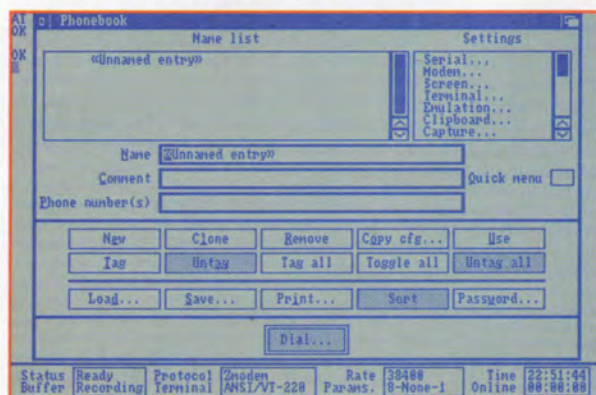 AT
OK
OK
Phonebook
Name list
Settings
«Unnamed entry»
Serial...
Modem...
Screen...
Terminal...
Emulation...
Clipboard...
Capture...
Name «Unnamed entry»
Comment
Quick menu
Phone number(s)
New Clone Remove Copy cfg... Use
Tag Untag Tag all Toggle all Untag all
Load... Save... Print... Sort Password...
Dial...
Status Ready Protocol Zmodem Rate 38400 Time 22:51:44
Buffer Recording Terminal ANSI/VT-220 Params. 8-None-1 Online 00:00:00